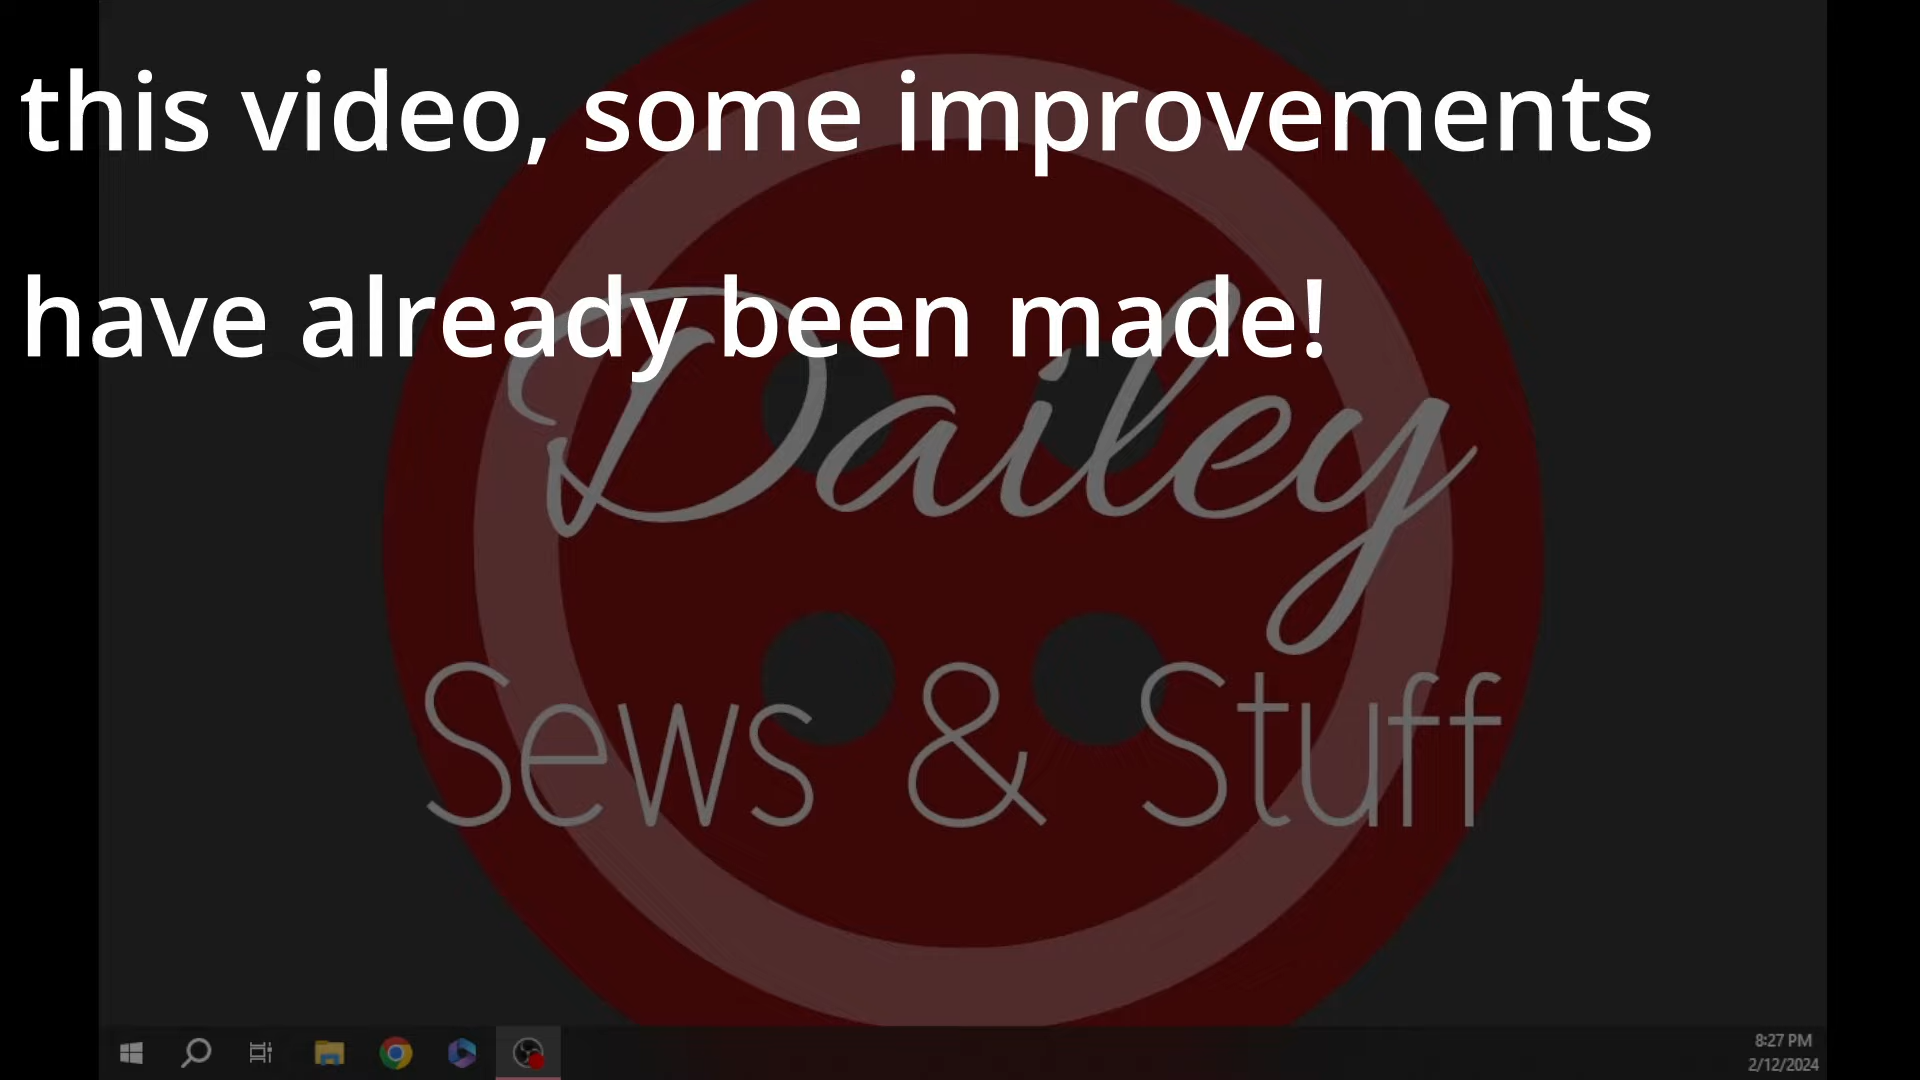 this video, some improvements
have already been made!
Dailey
Sews & Stuff
8:27 PM
2/12/2024